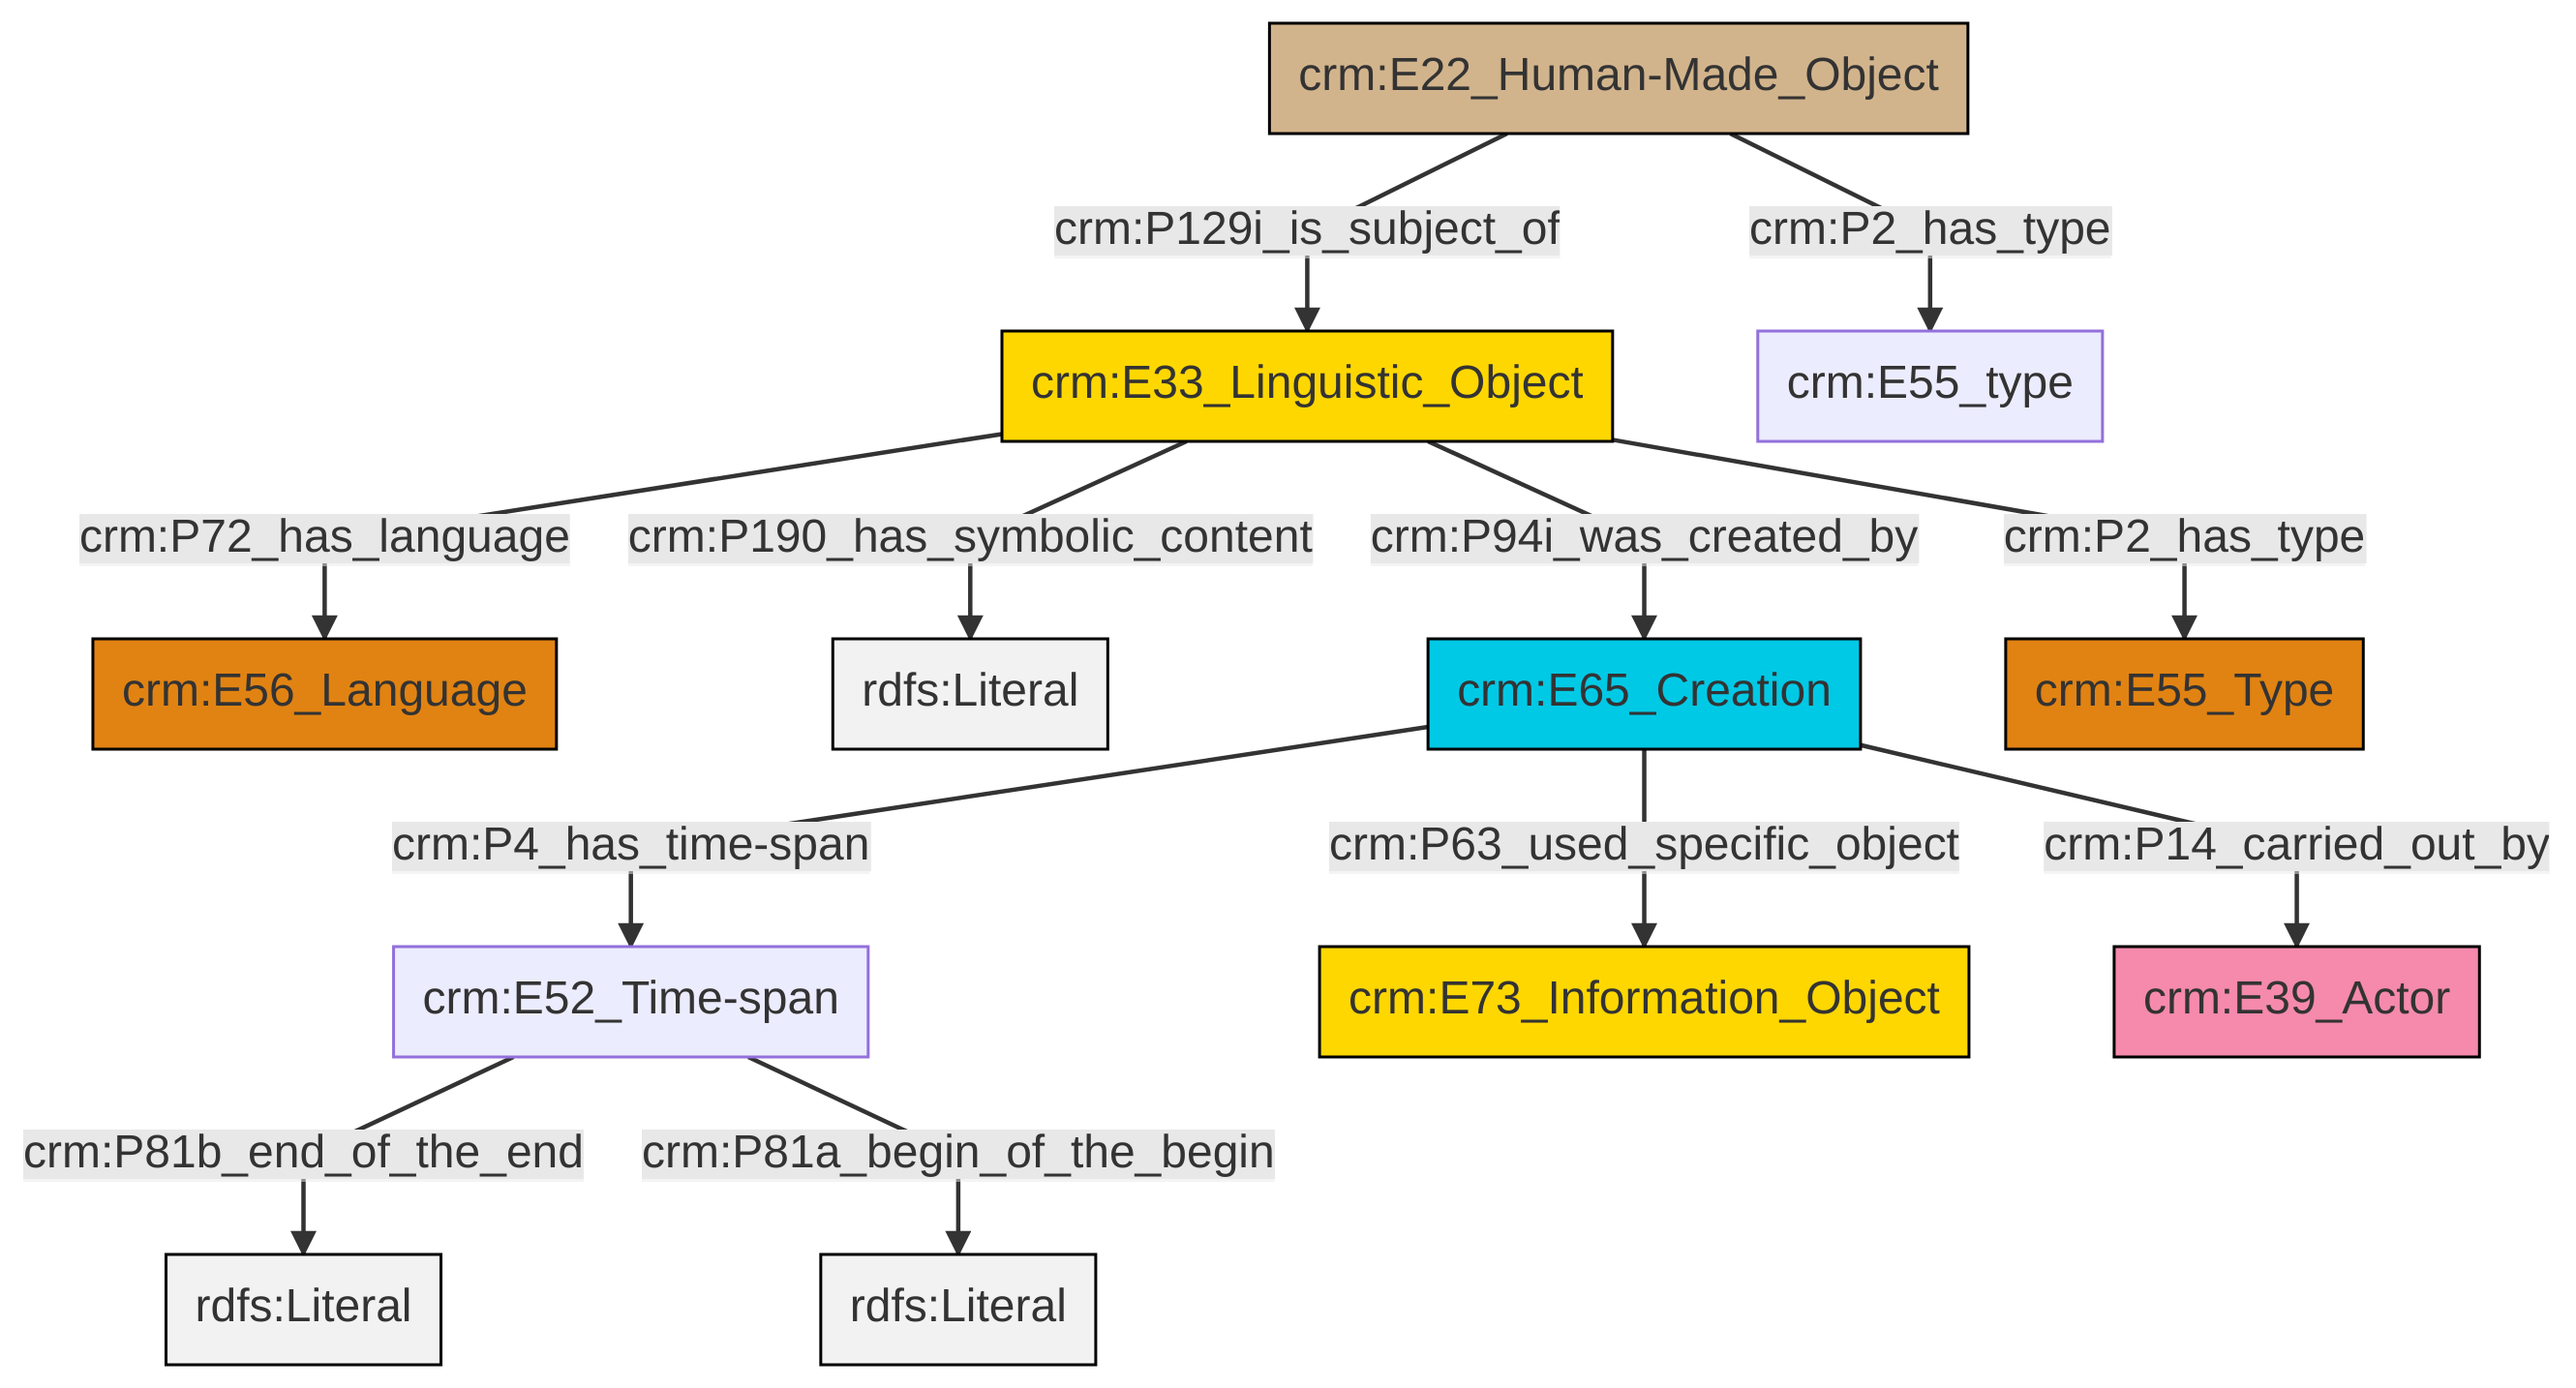 crm:E22_Human-Made_Object
crm:P129i_is_subject_of
crm:P2_has_type
crm:E33_Linguistic_Object
crm:E55_type
crm:P72_has_language
crm:P190_has_symbolic_content
crm:P94i_was_created_by
crm:P2_has_type
crm:E56_Language
rdfs:Literal
crm:E65_Creation
crm:E55_Type
crm:P4_has_time-span
crm:P63_used_specific_object
crm:P14_carried_out_by
crm:E52_Time-span
crm:E73_Information_Object
crm:E39_Actor
crm:P81b_end_of_the_end
crm:P81a_begin_of_the_begin
rdfs:Literal
rdfs:Literal